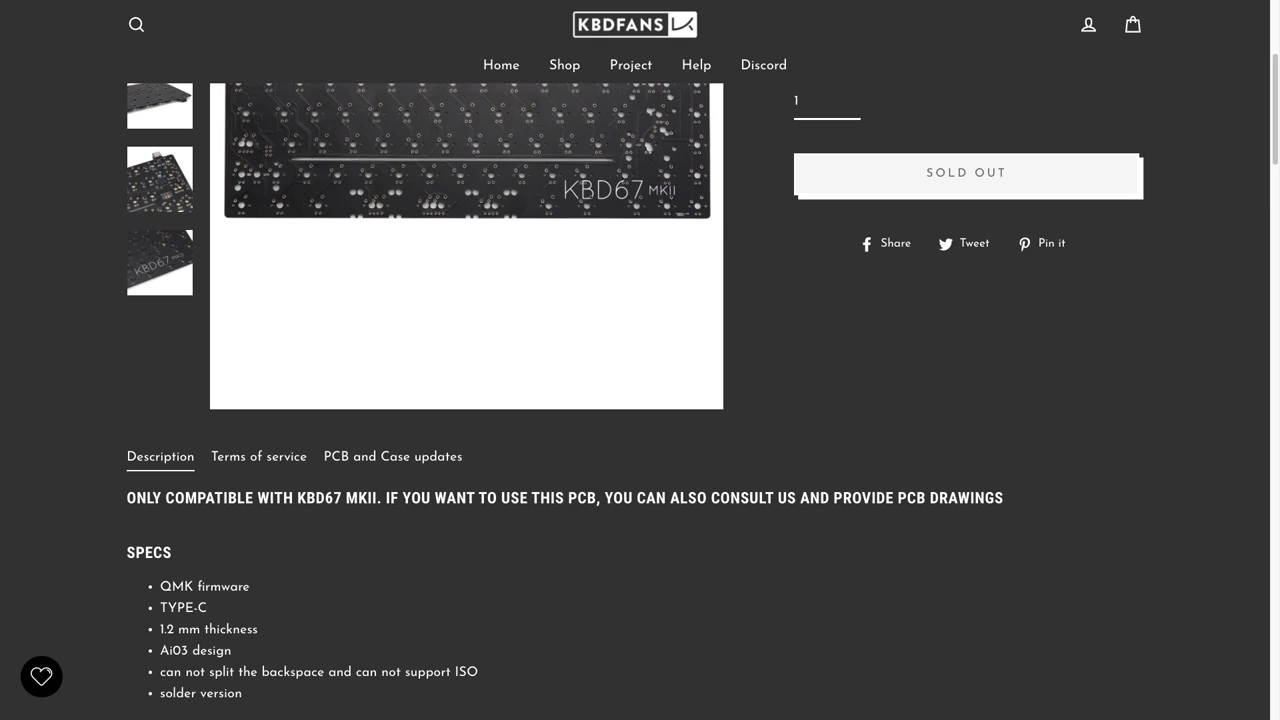 KBDFANS
Home Shop Project Help Discord
1
KBD67 MKII
SOLD OUT
KBD67 MKII
Share Tweet Pin it
Description Terms of service PCB and Case updates
ONLY COMPATIBLE WITH KBD67 MKII. IF YOU WANT TO USE THIS PCB, YOU CAN ALSO CONSULT US AND PROVIDE PCB DRAWINGS
SPECS
• QMK firmware
• TYPE-C
• 1.2 mm thickness
• Ai03 design
• can not split the backspace and can not support ISO
• solder version